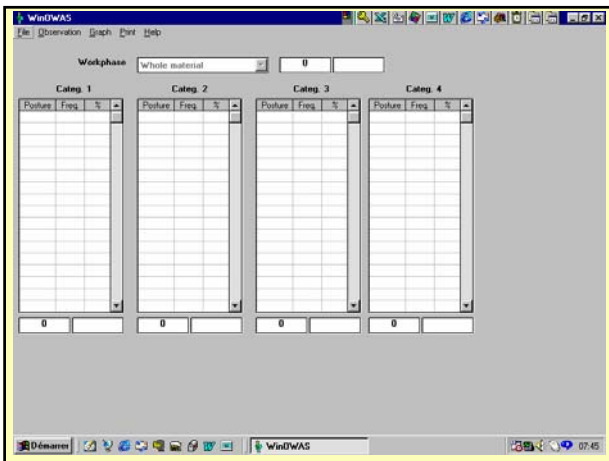 WinOWAS
File Observation Graph Print Help
Workphase Whole material 0
Categ. 1 Categ. 2 Categ. 3 Categ. 4
Posture Freq. % Posture Freq. % Posture Freq. % Posture Freq. %
0 0 0 0
Démarrer WinOWAS 07:45